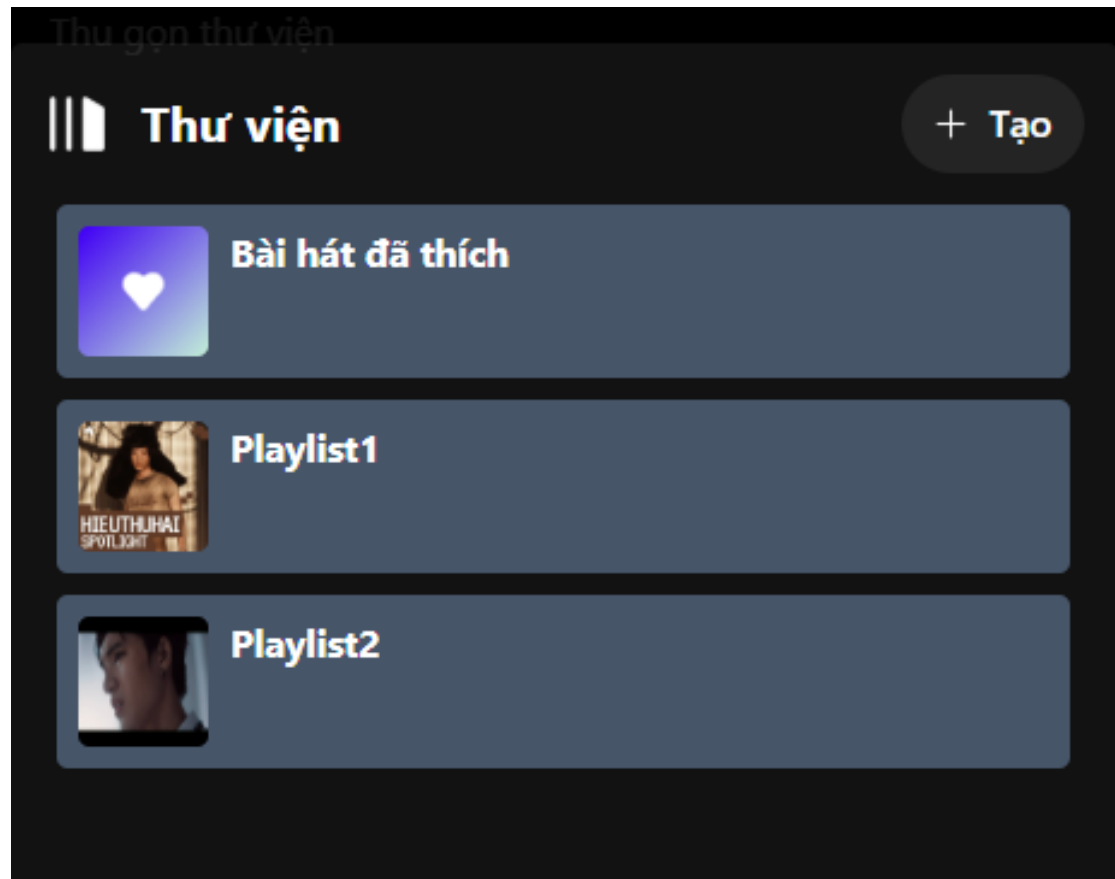 Thu gọn thư viện
Thư viện
+ Tạo
Bài hát đã thích
Playlist1
HIEUTHUHAI
SPOTLIGHT
Playlist2